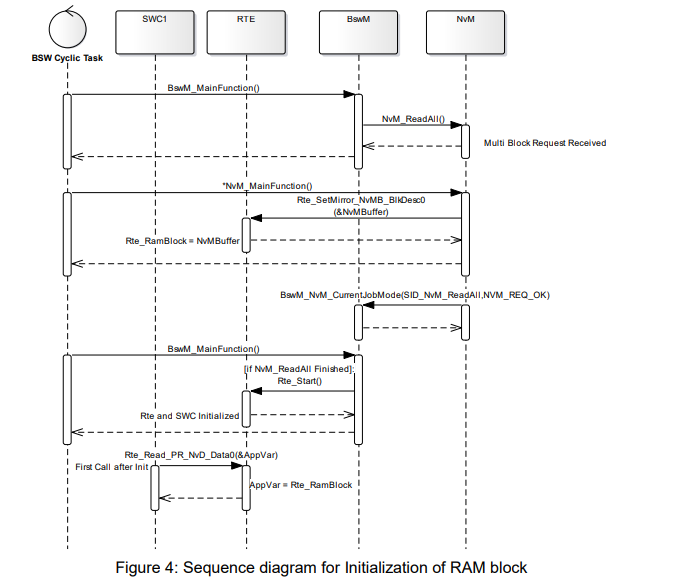 SWC1
RTE
BswM
NvM
BSW Cyclic Task
BswM_MainFunction()
NvM_ReadAll()
Multi Block Request Received
*NvM_MainFunction()
Rte_SetMirror_NvMB_BlkDesc0
(&NvMBuffer)
Rte_RamBlock = NvMBuffer
BswM_NvM_CurrentJobMode(SID_NvM_ReadAll,NVM_REQ_OK)
BswM_MainFunction()
[if NvM_ReadAll Finished]:
Rte_Start()
Rte and SWC Initialized
Rte_Read_PR_NvD_Data0(&AppVar)
First Call after Init
AppVar = Rte_RamBlock
Figure 4: Sequence diagram for Initialization of RAM block